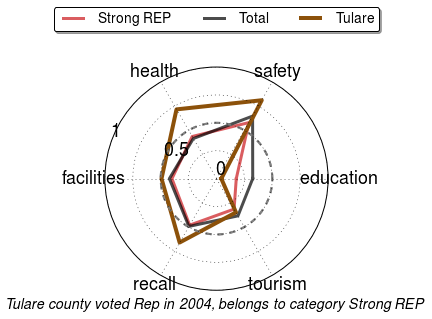 Strong REP Total Tulare
health safety
1
0.5
0
facilities education
recall tourism
Tulare county voted Rep in 2004, belongs to category Strong REP